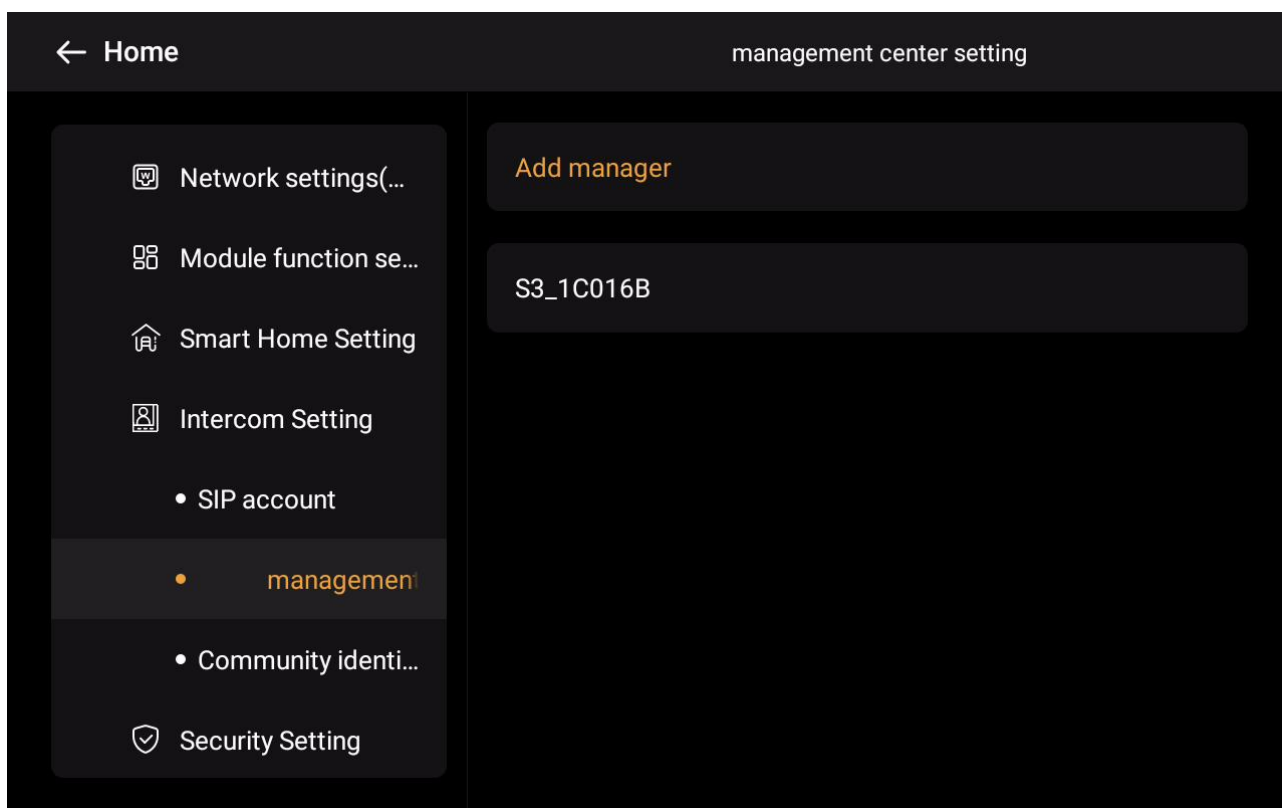 Home
management center setting
Network settings(...
Module function se...
Smart Home Setting
Intercom Setting
SIP account
management
Community identi...
Security Setting
Add manager
S3_1C016B